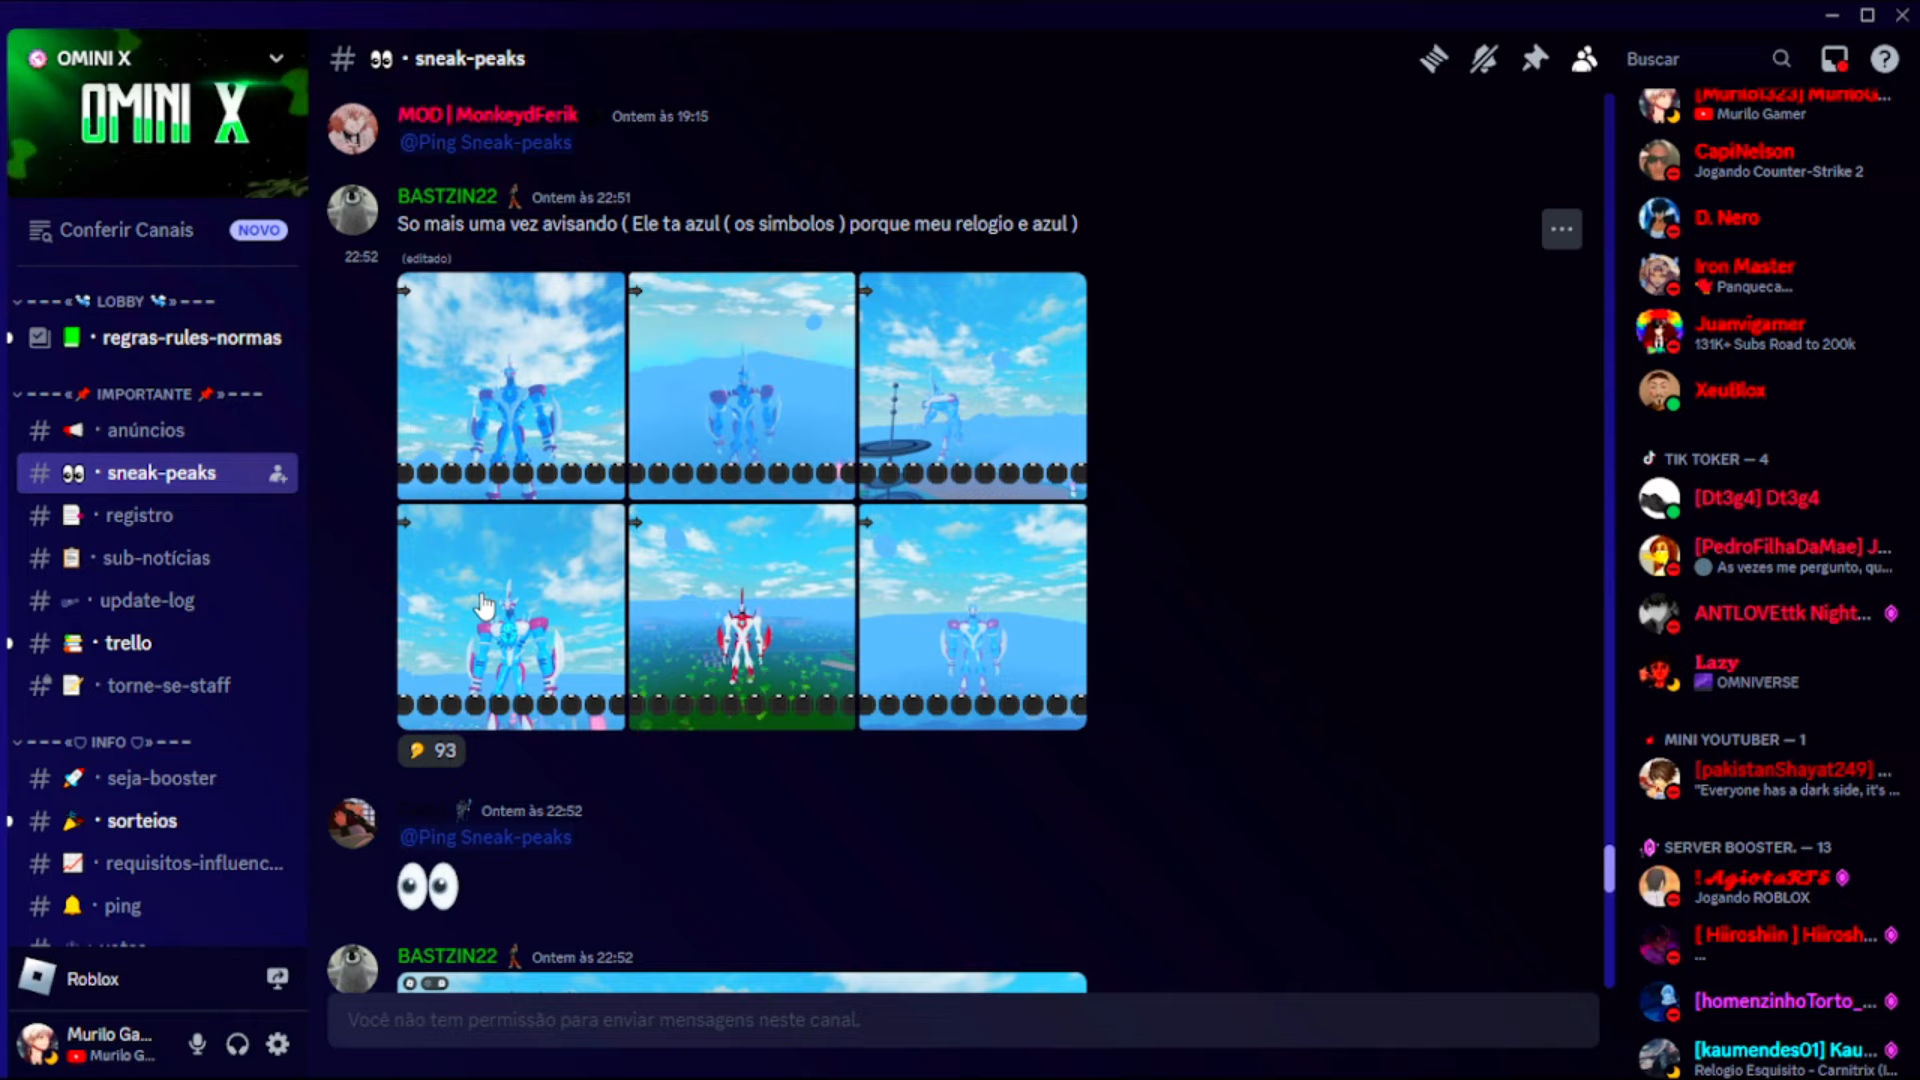 OMINI X
OMINI X
Conferir Canais
NOVO
LOBBY
regras-rules-normas
IMPORTANTE
anúncios
sneak-peaks
registro
sub-notícias
update-log
trello
torne-se-staff
INFO
seja-booster
sorteios
requisitos-influenc...
ping
Roblox
Murilo Ga...
Murilo G...
sneak-peaks
Buscar
MOD | MonkeydFerik Ontem às 19:15
@Ping Sneak-peaks
BASTZIN22 Ontem às 22:51
So mais uma vez avisando ( Ele ta azul ( os simbolos ) porque meu relogio e azul )
22:52 (editado)
93
Ontem às 22:52
@Ping Sneak-peaks
BASTZIN22 Ontem às 22:52
Você não tem permissão para enviar mensagens neste canal.
[Murilo1323] MuriloG...
Murilo Gamer
CapiNelson
Jogando Counter-Strike 2
D. Nero
Iron Master
Panqueca...
Juanvigamer
131K+ Subs Road to 200k
XeuBlox
TIK TOKER — 4
[Dt3g4] Dt3g4
[PedroFilhaDaMae] J...
As vezes me pergunto, qu...
ANTLOVEttk Night...
Lazy
OMNIVERSE
MINI YOUTUBER — 1
[pakistanShayat249] ...
"Everyone has a dark side, it's ...
SERVER BOOSTER. — 13
! AgiotaRTS
Jogando ROBLOX
[ Hiiroshiin ] Hiirosh...
...
[homenzinhoTorto_...
[kaumendes01] Kau...
Relogio Esquisito - Carnitrix (I...